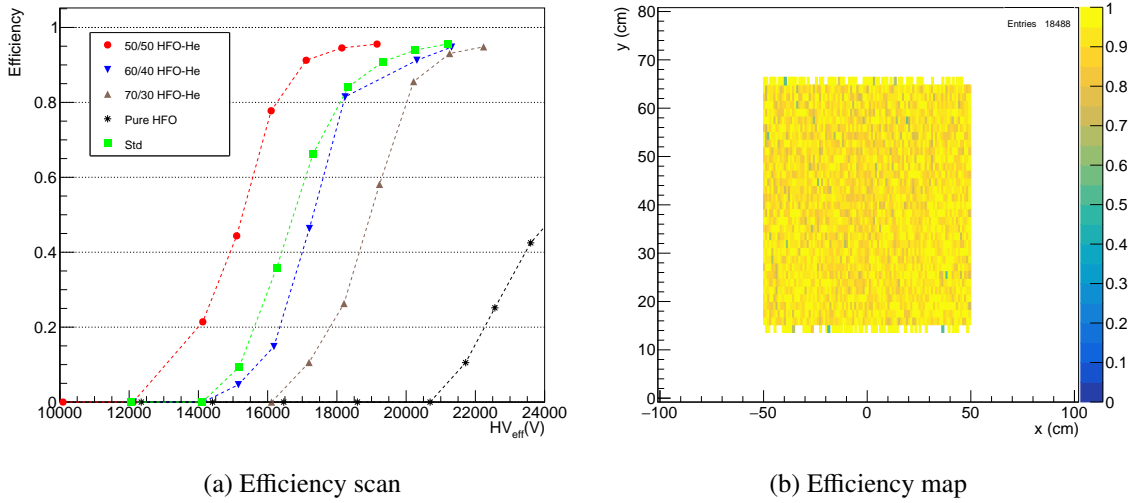 Efficiency
1
0.8
0.6
0.4
0.2
0
50/50 HFO-He
60/40 HFO-He
70/30 HFO-He
Pure HFO
Std
10000 12000 14000 16000 18000 20000 22000 24000
HV_eff(V)
(a) Efficiency scan
y (cm)
80
70
60
50
40
30
20
10
0
Entries 18488
−100 −50 0 50 100
x (cm)
1
0.9
0.8
0.7
0.6
0.5
0.4
0.3
0.2
0.1
0
(b) Efficiency map